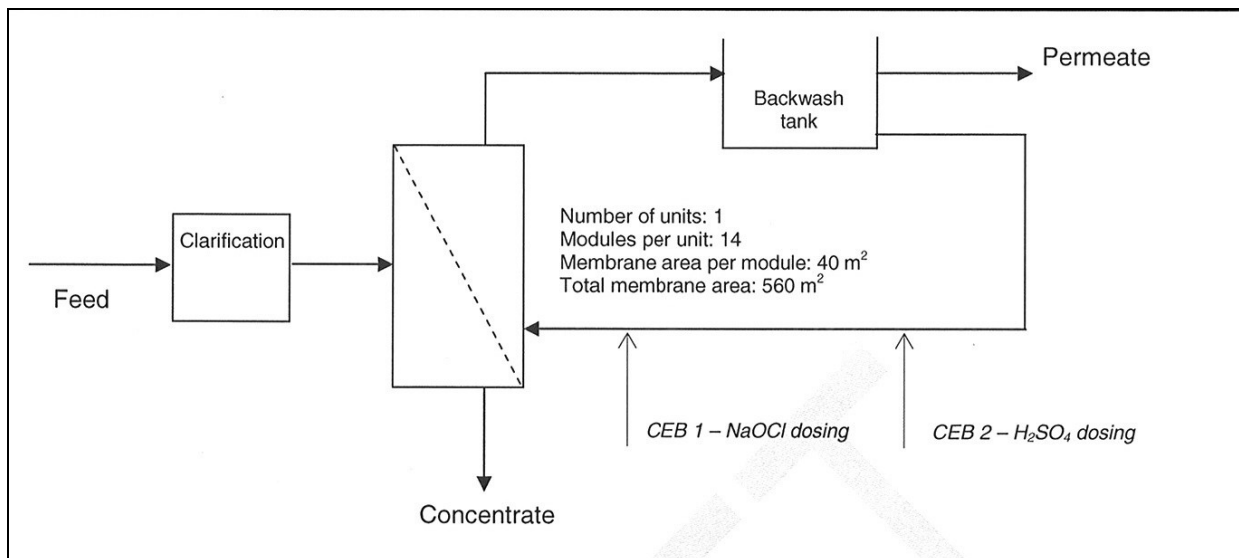 Permeate
Backwash
tank
Clarification
Feed
Number of units: 1
Modules per unit: 14
Membrane area per module: 40 m²
Total membrane area: 560 m²
CEB 1 – NaOCl dosing
CEB 2 – H₂SO₄ dosing
Concentrate